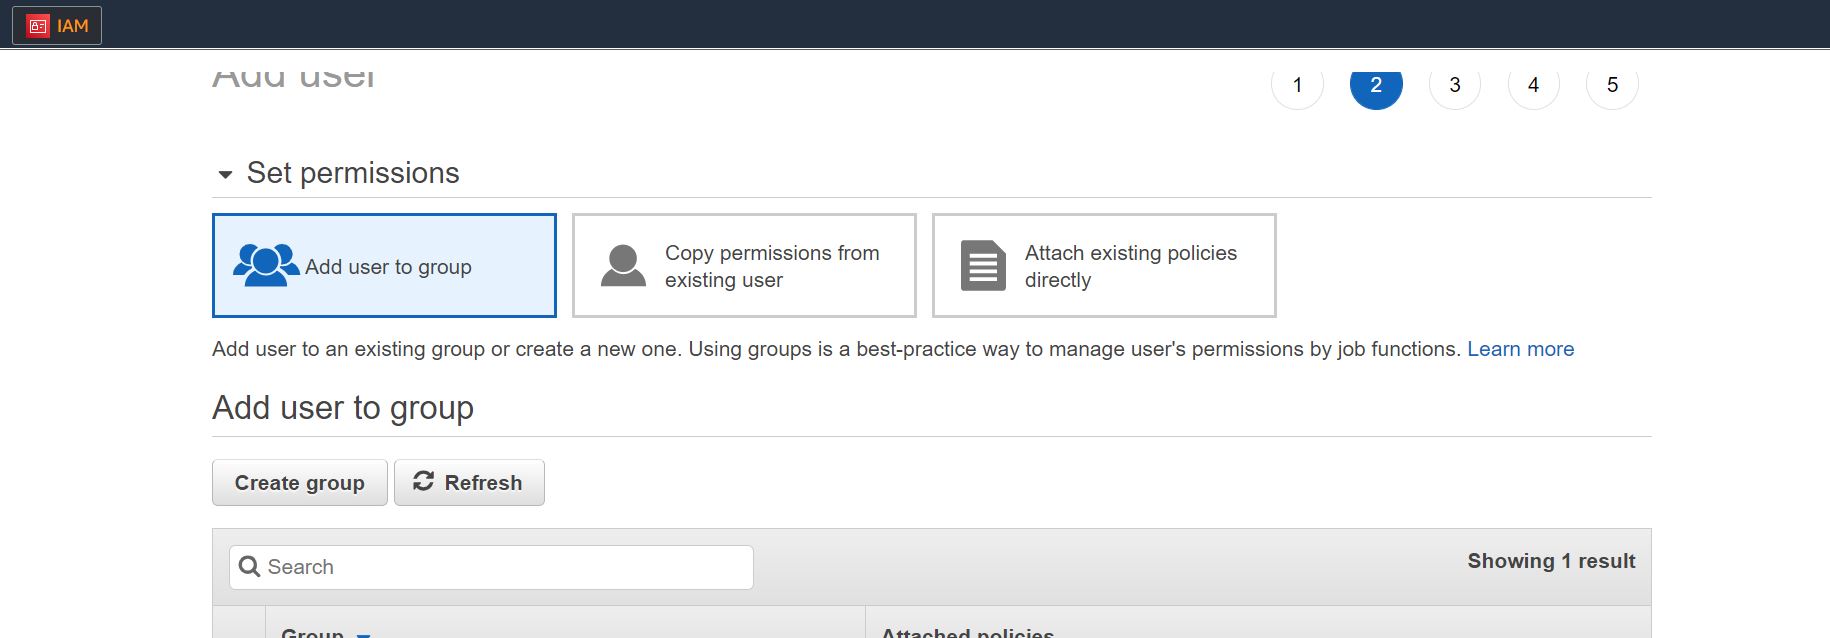 IAM
Add user
1 2 3 4 5
Set permissions
Add user to group
Copy permissions from
existing user
Attach existing policies
directly
Add user to an existing group or create a new one. Using groups is a best-practice way to manage user's permissions by job functions. Learn more
Add user to group
Create group Refresh
Search
Showing 1 result
Group Attached policies